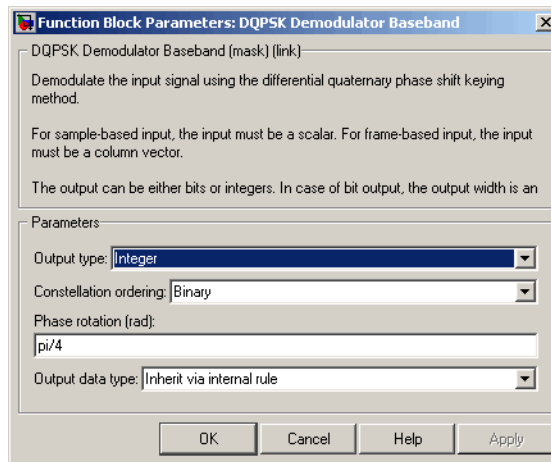 Function Block Parameters: DQPSK Demodulator Baseband
DQPSK Demodulator Baseband (mask) (link)
Demodulate the input signal using the differential quaternary phase shift keying
method.
For sample-based input, the input must be a scalar. For frame-based input, the input
must be a column vector.
The output can be either bits or integers. In case of bit output, the output width is an
Parameters
Output type: Integer
Constellation ordering: Binary
Phase rotation (rad):
pi/4
Output data type: Inherit via internal rule
OK Cancel Help Apply